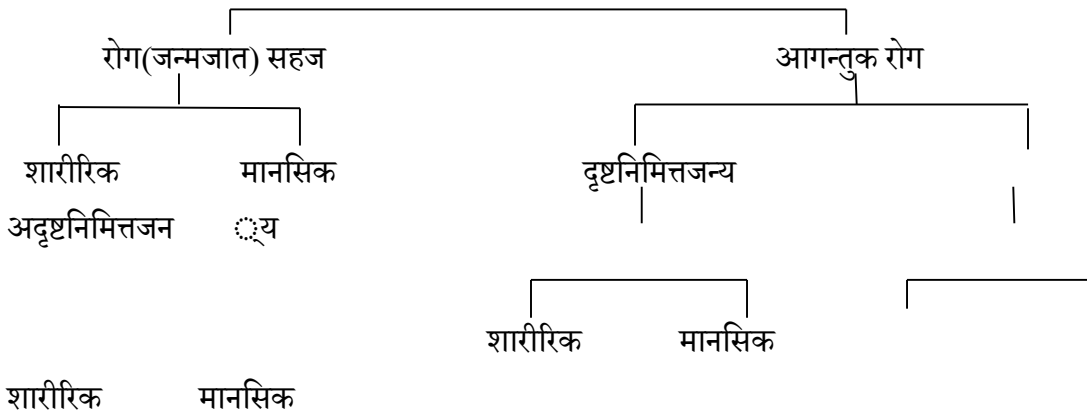 रोग(जन्मजात) सहज आगन्तुक रोग
शारीरिक मानसिक दृष्टनिमित्तजन्य
अदृष्टनिमित्तजन ्य
शारीरिक मानसिक
शारीरिक मानसिक